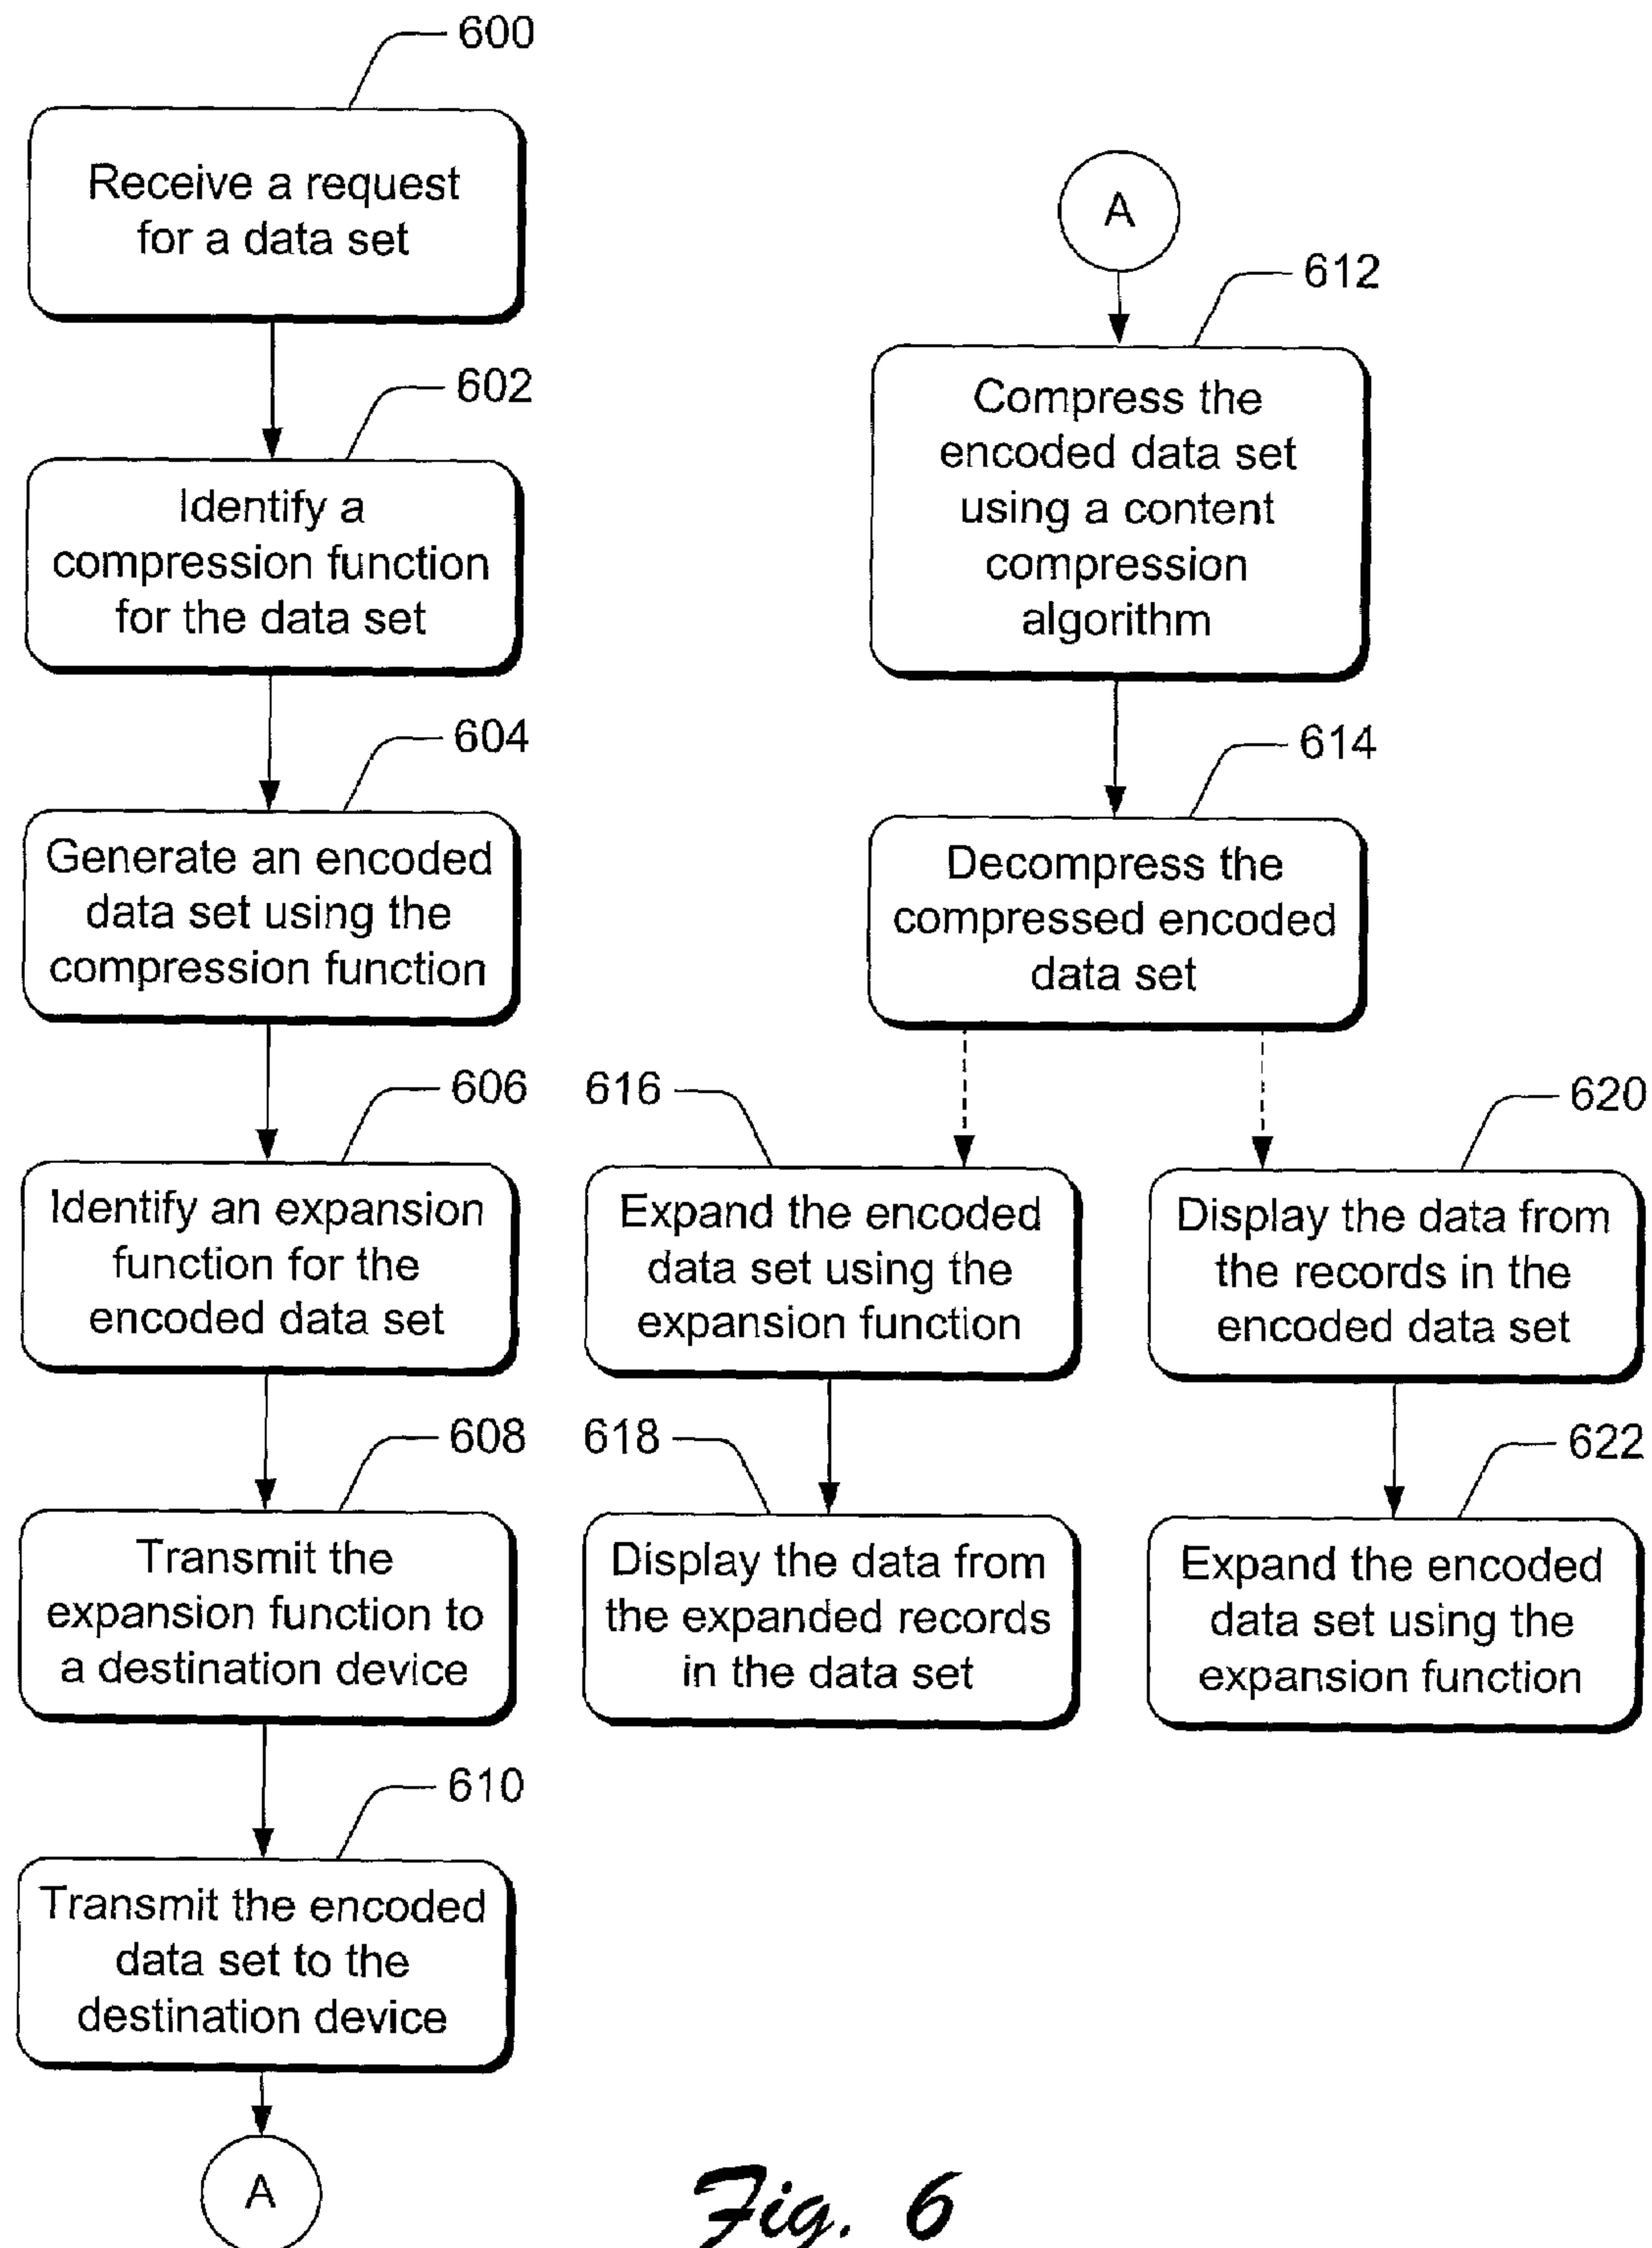 600
Receive a request
for a data set
602
Identify a
compression function
for the data set
604
Generate an encoded
data set using the
compression function
606
Identify an expansion
function for the
encoded data set
608
Transmit the
expansion function to
a destination device
610
Transmit the encoded
data set to the
destination device
A
A
612
Compress the
encoded data set
using a content
compression
algorithm
614
Decompress the
compressed encoded
data set
616
Expand the encoded
data set using the
expansion function
618
Display the data from
the expanded records
in the data set
620
Display the data from
the records in the
encoded data set
622
Expand the encoded
data set using the
expansion function
Fig. 6